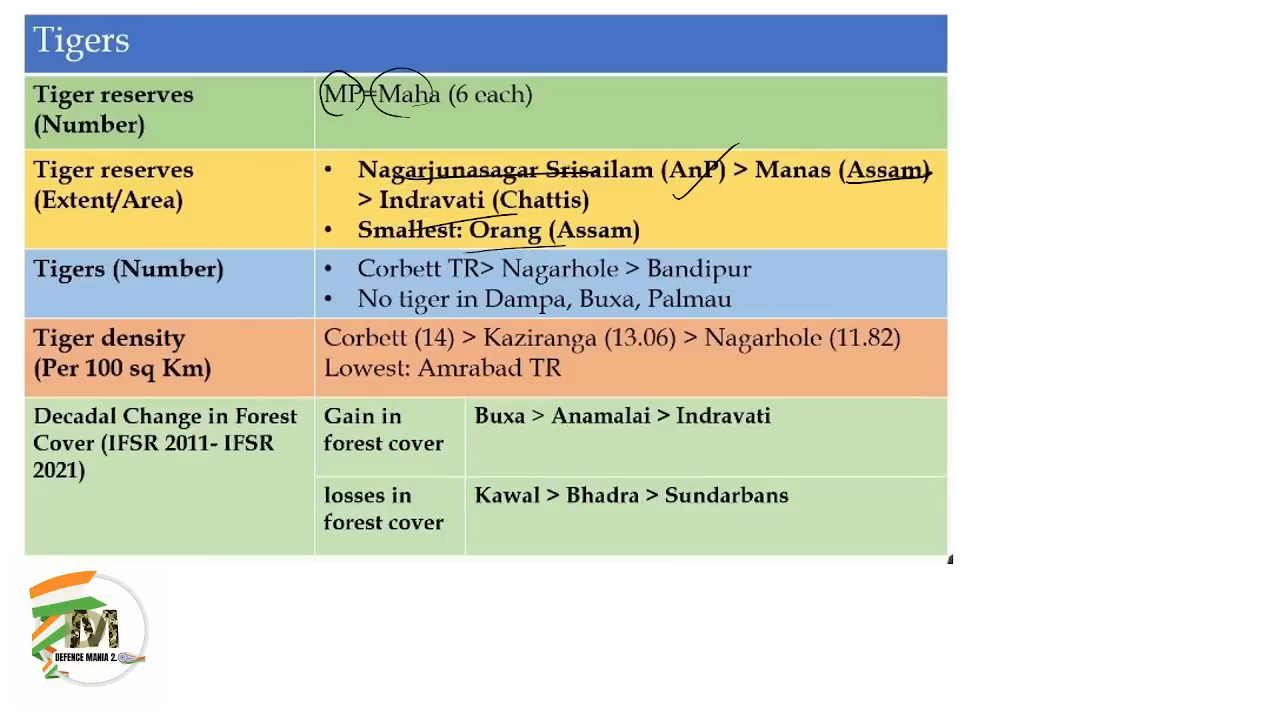 Tigers
Tiger reserves
(Number)
MP=Maha (6 each)
Tiger reserves
(Extent/Area)
• Nagarjunasagar Srisailam (AnP) > Manas (Assam)
> Indravati (Chattis)
• Smallest: Orang (Assam)
Tigers (Number)
• Corbett TR> Nagarhole > Bandipur
• No tiger in Dampa, Buxa, Palmau
Tiger density
(Per 100 sq Km)
Corbett (14) > Kaziranga (13.06) > Nagarhole (11.82)
Lowest: Amrabad TR
Decadal Change in Forest
Cover (IFSR 2011- IFSR
2021)
Gain in
forest cover
Buxa > Anamalai > Indravati
losses in
forest cover
Kawal > Bhadra > Sundarbans
M
DEFENCE MANIA 2.